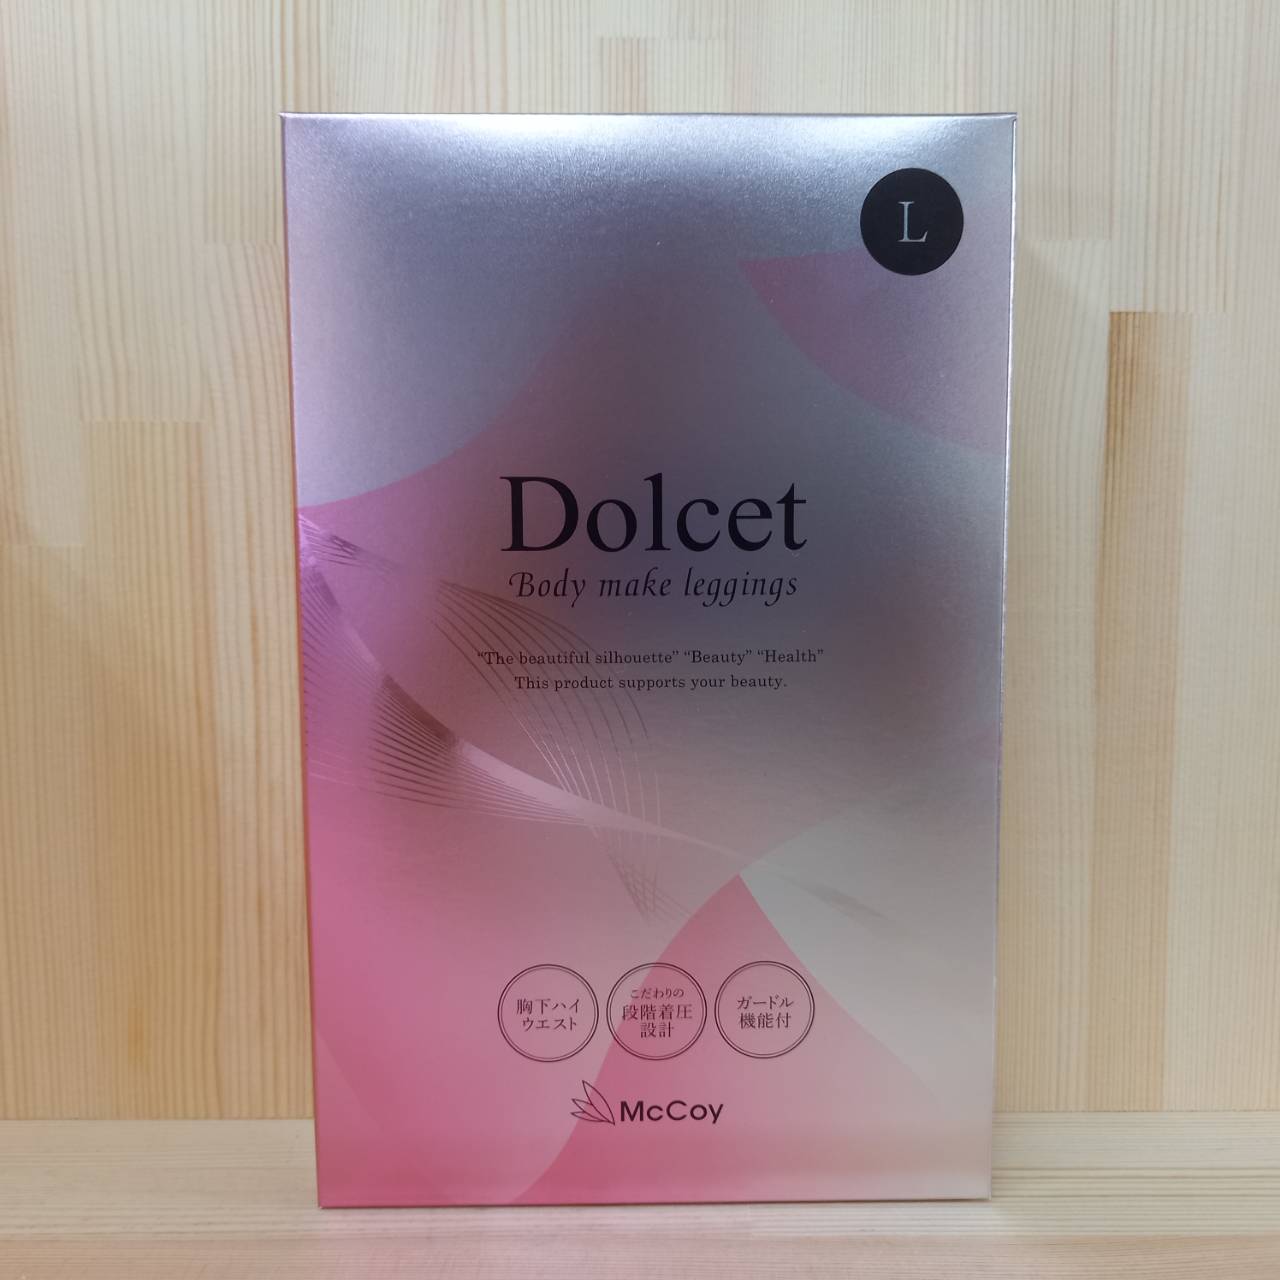 L
Dolcet
Body make leggings
“The beautiful silhouette” “Beauty” “Health”
This product supports your beauty.
胸下ハイ
ウエスト
こだわりの
段階着圧
設計
ガードル
機能付
McCoy